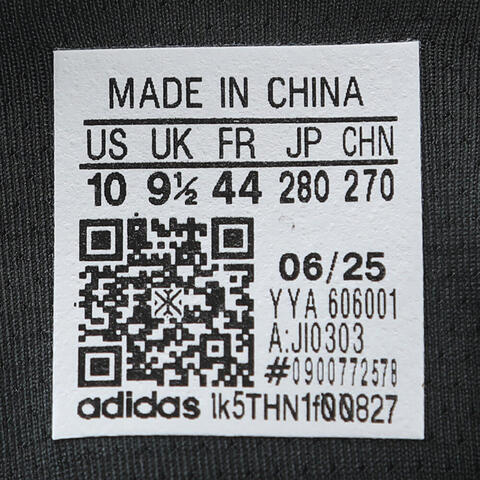 MADE IN CHINA
US UK FR JP CHN
10 9½ 44 280 270
06/25
YYA 606001
A:JI0303
#0900772578
adidas 1k5THN1f00827